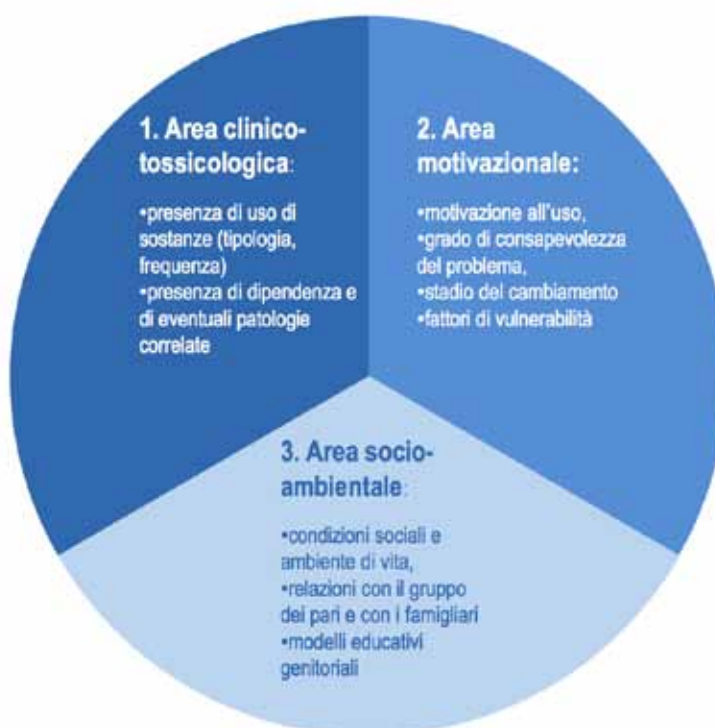 1. Area clinico-
tossicologica:
•presenza di uso di
sostanze (tipologia,
frequenza)
•presenza di dipendenza e
di eventuali patologie
correlate
2. Area
motivazionale:
•motivazione all'uso,
•grado di consapevolezza
del problema,
•stadio del cambiamento
•fattori di vulnerabilità
3. Area socio-
ambientale:
•condizioni sociali e
ambiente di vita,
•relazioni con il gruppo
dei pari e con i famigliari
•modelli educativi
genitoriali